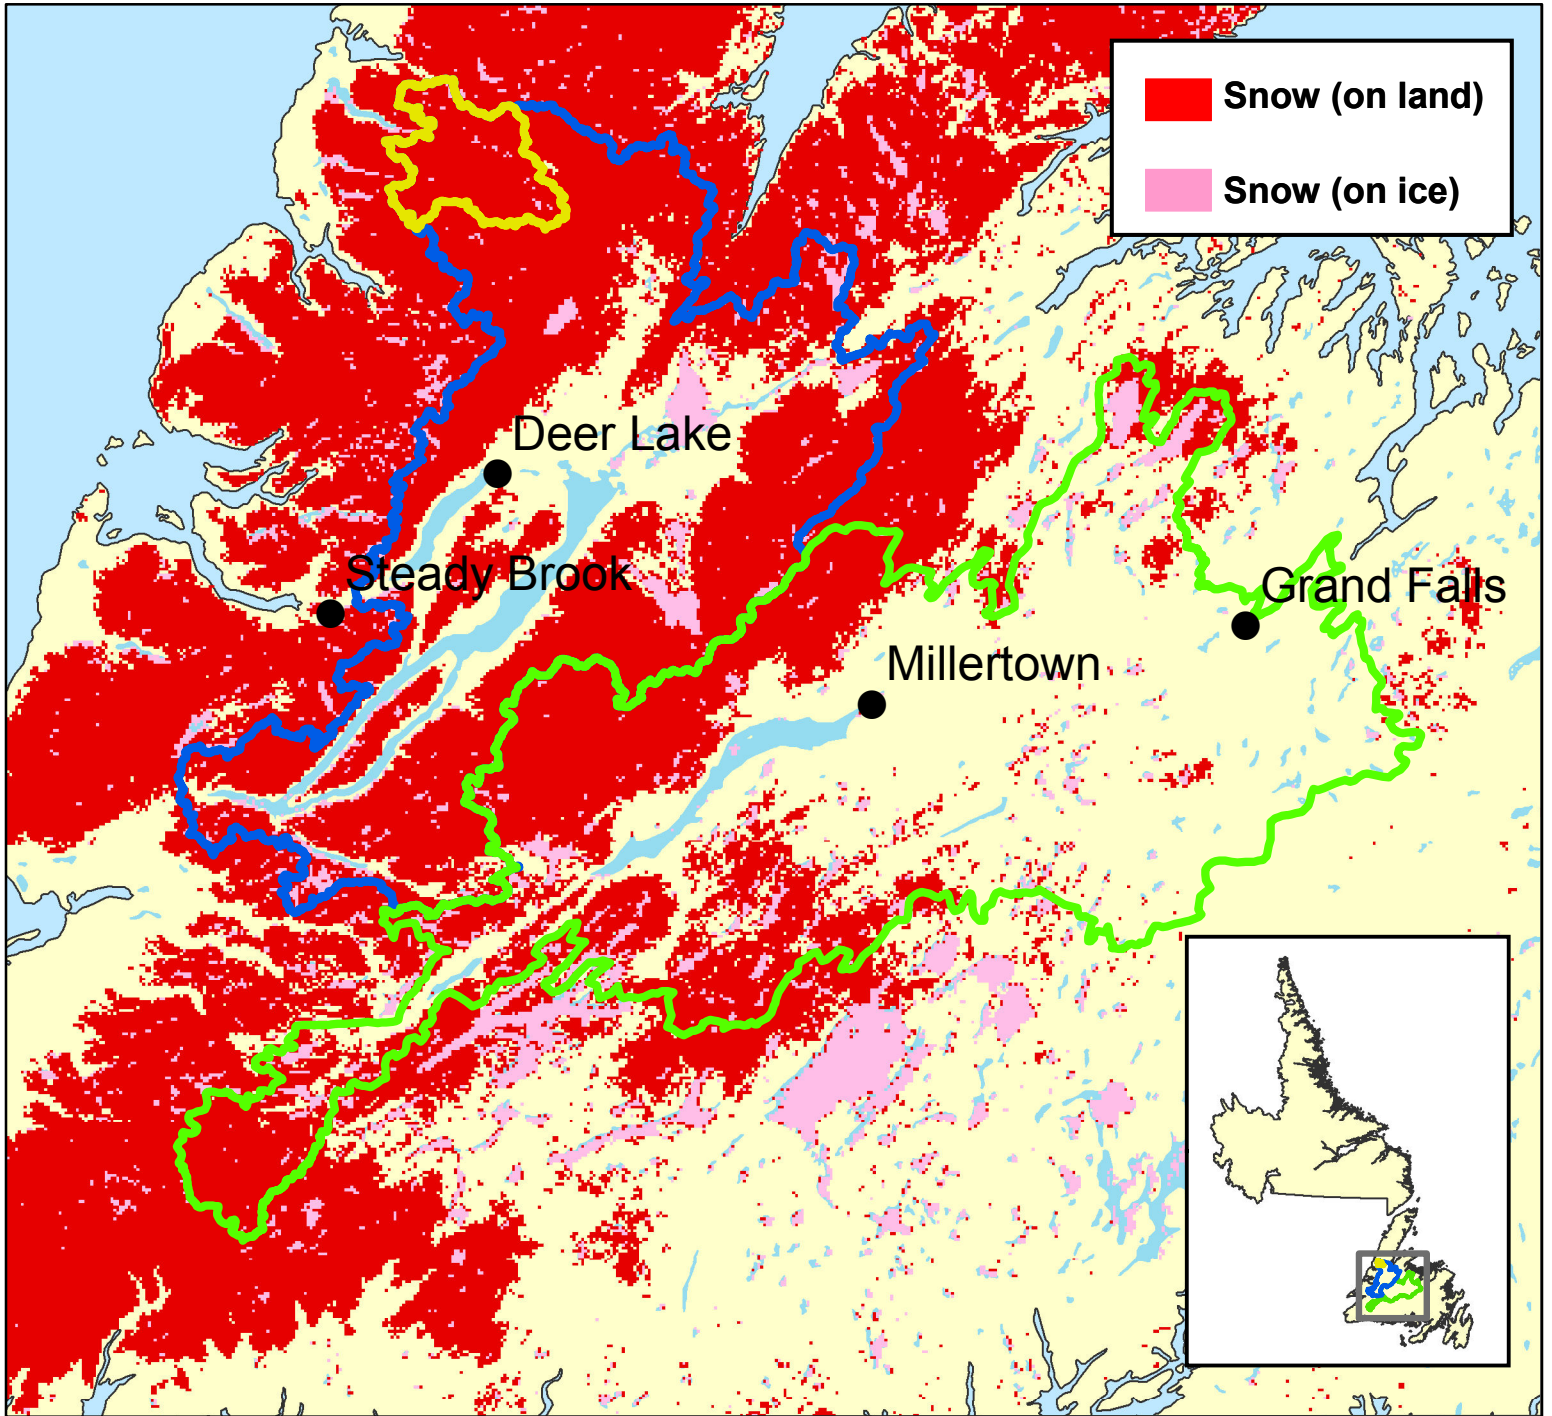 Snow (on land)
Snow (on ice)
Deer Lake
Steady Brook
Grand Falls
Millertown